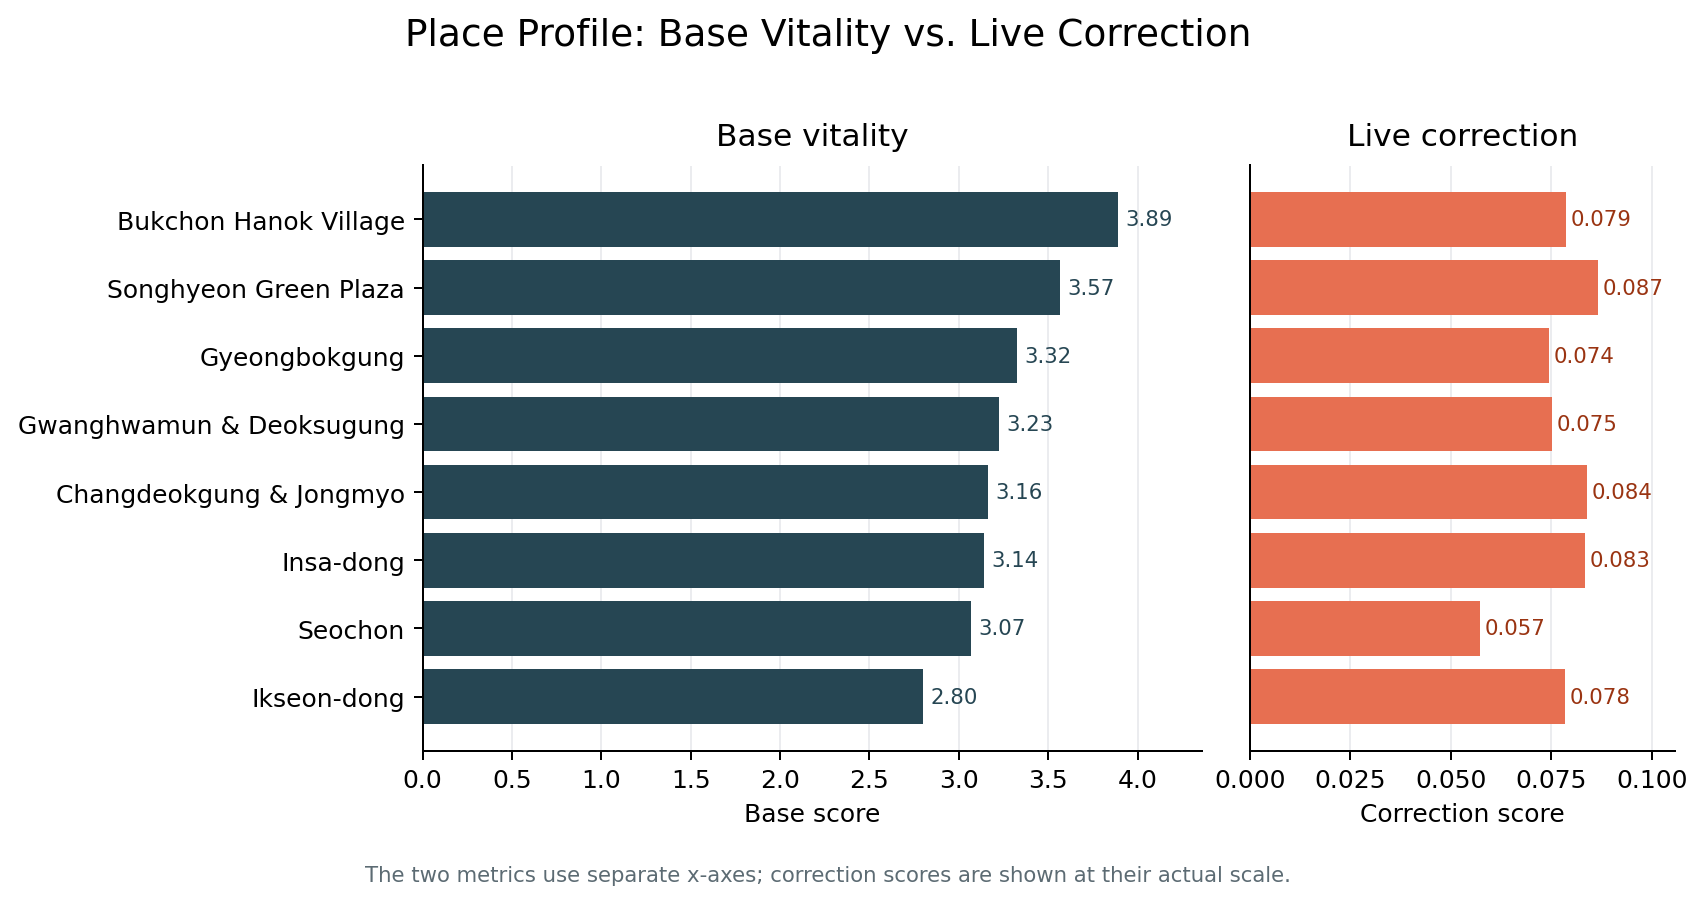 Place Profile: Base Vitality vs. Live Correction
Base vitality
Live correction
Bukchon Hanok Village 3.89 0.079
Songhyeon Green Plaza 3.57 0.087
Gyeongbokgung 3.32 0.074
Gwanghwamun & Deoksugung 3.23 0.075
Changdeokgung & Jongmyo 3.16 0.084
Insa-dong 3.14 0.083
Seochon 3.07 0.057
Ikseon-dong 2.80 0.078
0.0 0.5 1.0 1.5 2.0 2.5 3.0 3.5 4.0
0.000 0.025 0.050 0.075 0.100
Base score
Correction score
The two metrics use separate x-axes; correction scores are shown at their actual scale.